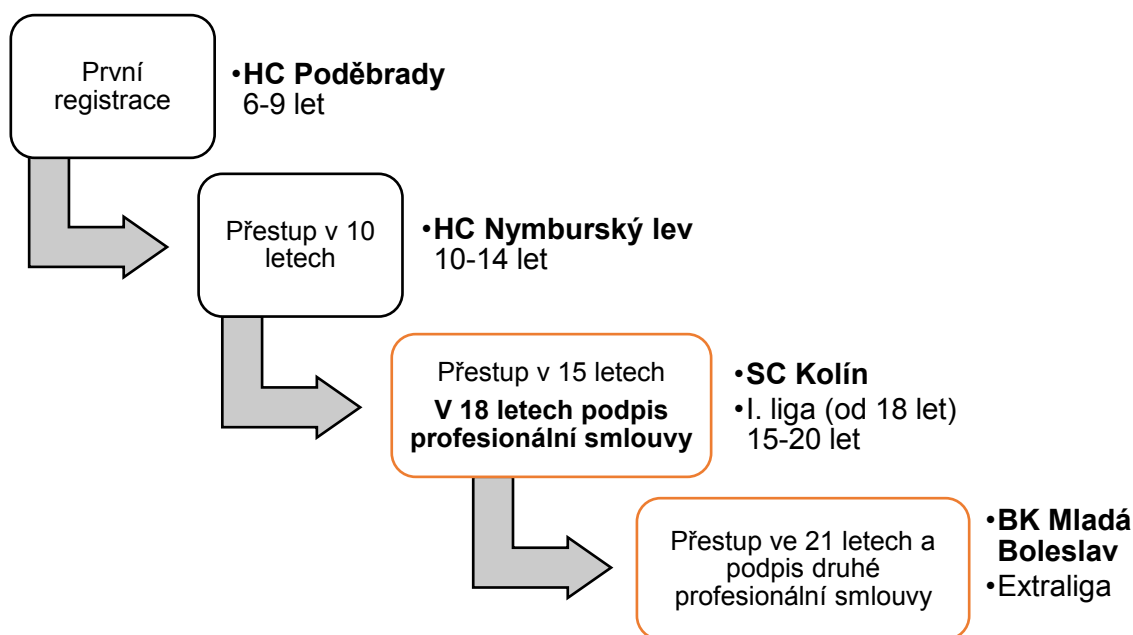 První
registrace
•HC Poděbrady
6-9 let
Přestup v 10
letech
•HC Nymburský lev
10-14 let
Přestup v 15 letech
V 18 letech podpis
profesionální smlouvy
•SC Kolín
•I. liga (od 18 let)
15-20 let
Přestup ve 21 letech a
podpis druhé
profesionální smlouvy
•BK Mladá
Boleslav
•Extraliga